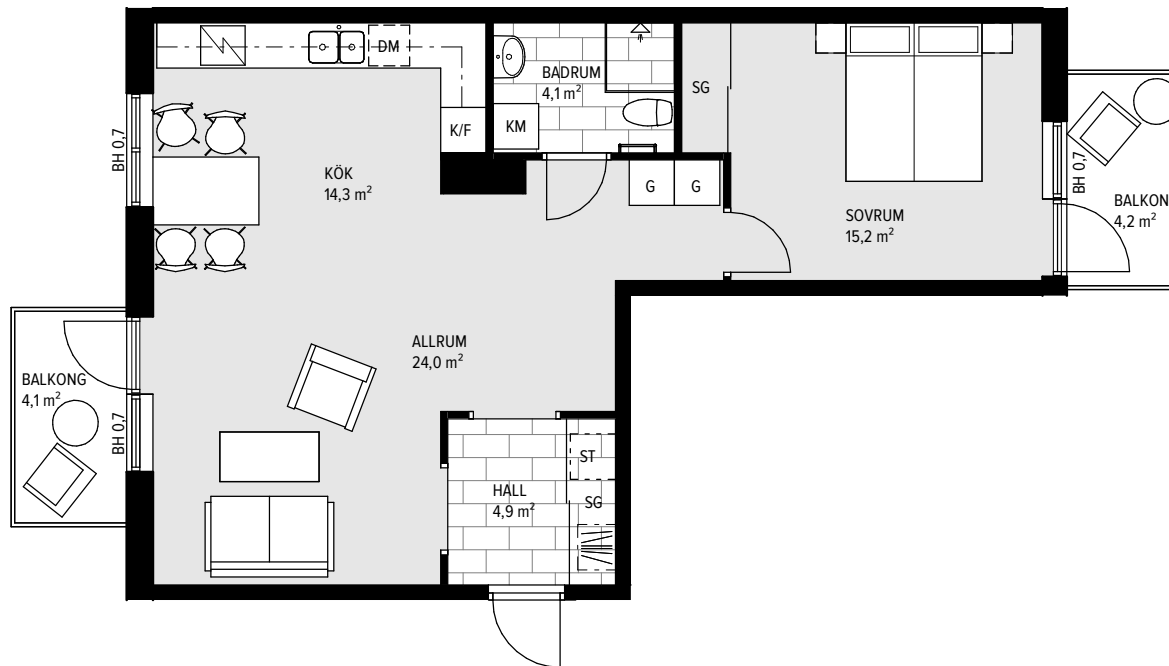 DM
BADRUM
4,1 m²
SG
K/F
KM
BH 0,7
KÖK
14,3 m²
G
G
BH 0,7
BALKON
4,2 m²
SOVRUM
15,2 m²
ALLRUM
24,0 m²
BALKONG
4,1 m²
BH 0,7
ST
HALL
4,9 m²
SG